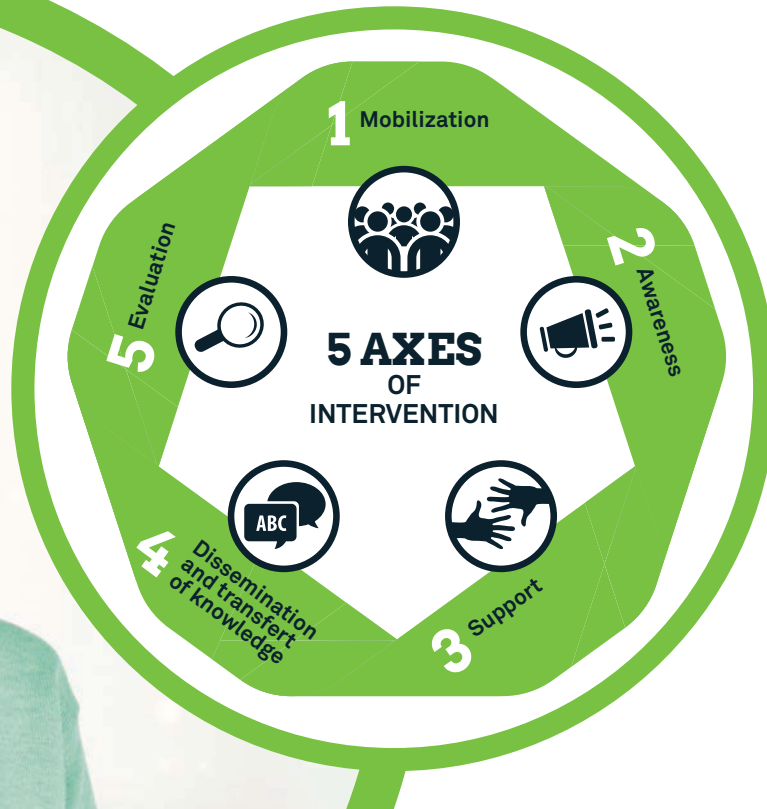 1 Mobilization
2 Awareness
5 AXES
OF
INTERVENTION
3 Support
4 Dissemination
and transfert
of knowledge
ABC
5 Evaluation